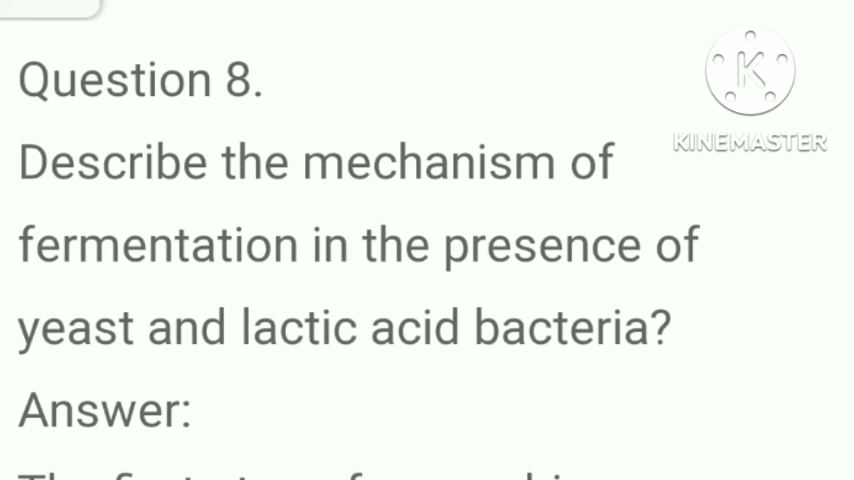 Question 8.
KINEMASTER
Describe the mechanism of
fermentation in the presence of
yeast and lactic acid bacteria?
Answer: